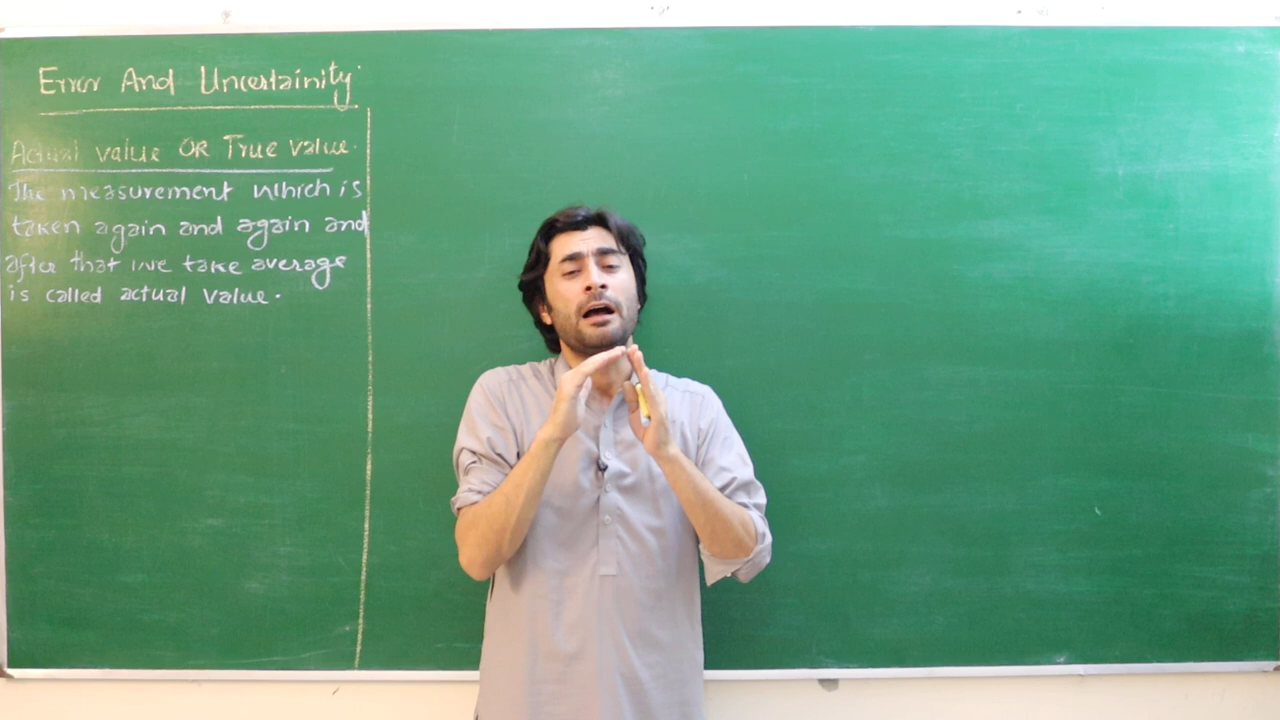 Error And Uncertainity
Actual value OR True value.
The measurement which is
taken again and again and
after that we take average
is called actual value.